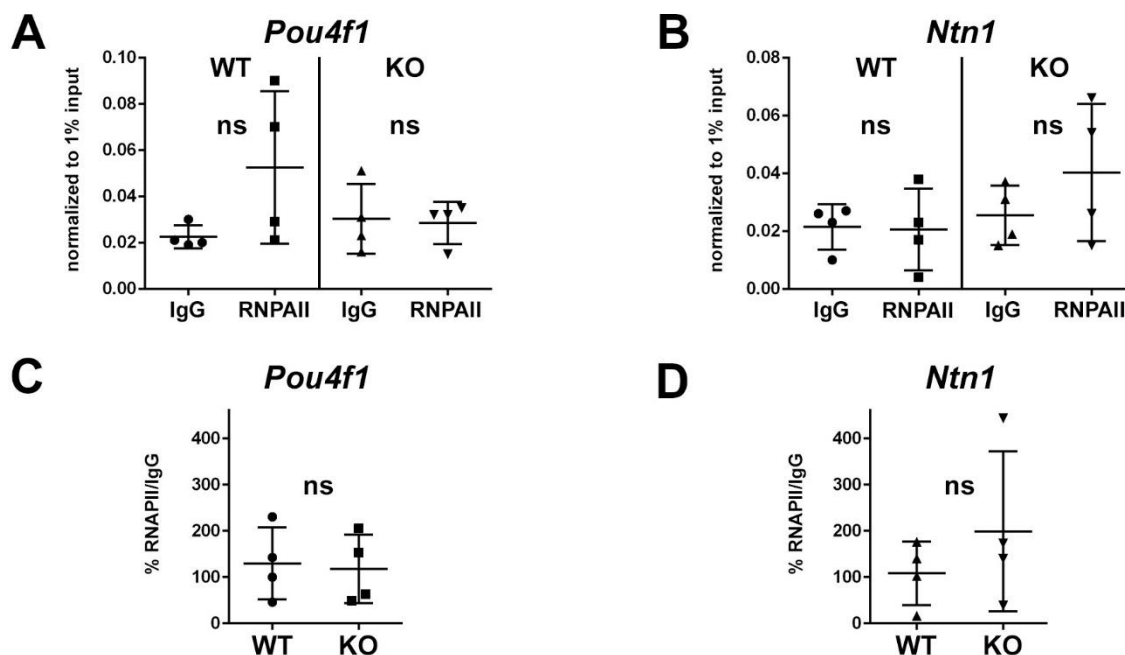 A
Pou4f1
normalized to 1% input
0.10
0.08
0.06
0.04
0.02
0.00
WT
KO
ns
ns
IgG
RNPAII
IgG
RNPAII
B
Ntn1
normalized to 1% input
0.08
0.06
0.04
0.02
0.00
WT
KO
ns
ns
IgG
RNPAII
IgG
RNPAII
C
Pou4f1
% RNAPII/IgG
400
300
200
100
0
ns
WT
KO
D
Ntn1
% RNAPII/IgG
400
300
200
100
0
ns
WT
KO